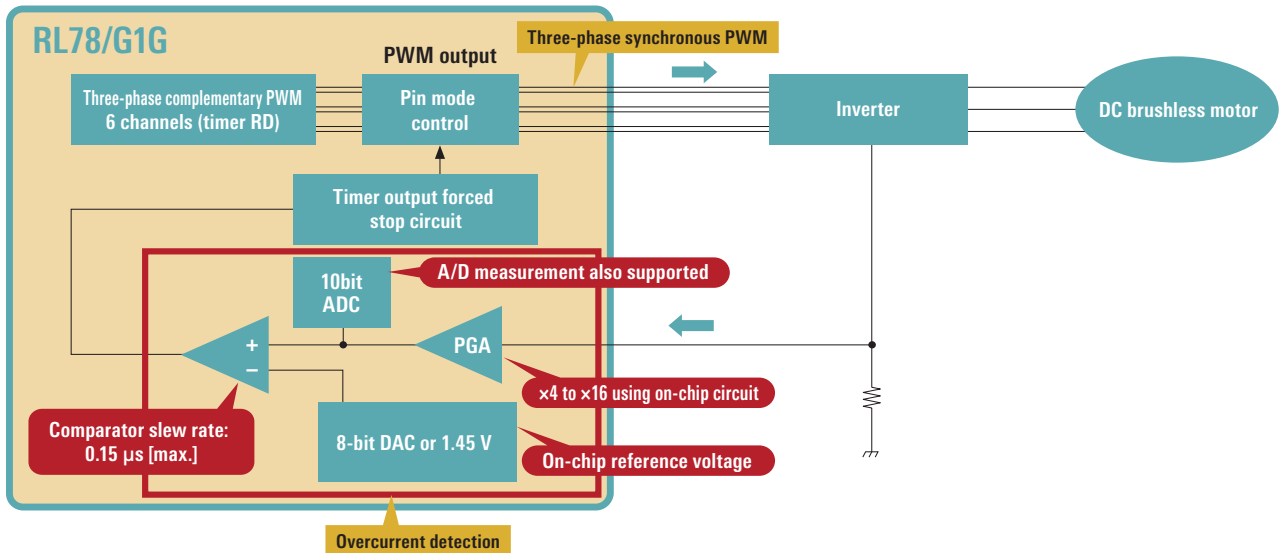 RL78/G1G
Three-phase synchronous PWM
PWM output
Three-phase complementary PWM
6 channels (timer RD)
Pin mode
control
Inverter
DC brushless motor
Timer output forced
stop circuit
10bit
ADC
A/D measurement also supported
+
−
PGA
×4 to ×16 using on-chip circuit
Comparator slew rate:
0.15 µs [max.]
8-bit DAC or 1.45 V
On-chip reference voltage
Overcurrent detection